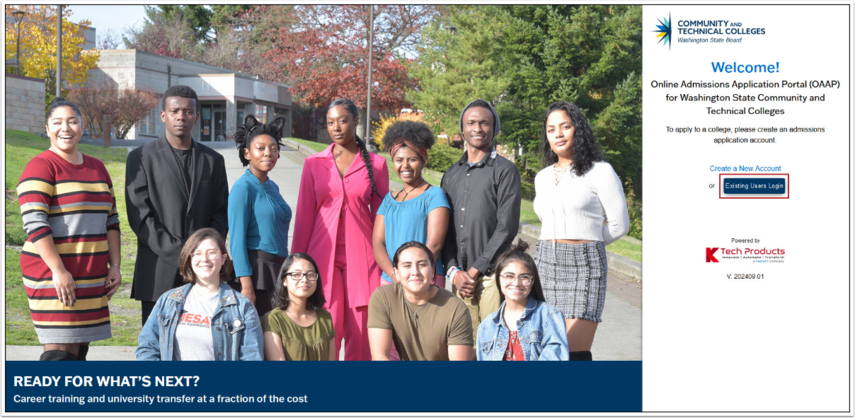 COMMUNITY AND
TECHNICAL COLLEGES
Washington State Board
Welcome!
Online Admissions Application Portal (OAAP)
for Washington State Community and
Technical Colleges
To apply to a college, please create an admissions
application account.
Create a New Account
or Existing Users Login
Powered by
Tech Products
V. 202409.01
MESA
READY FOR WHAT'S NEXT?
Career training and university transfer at a fraction of the cost